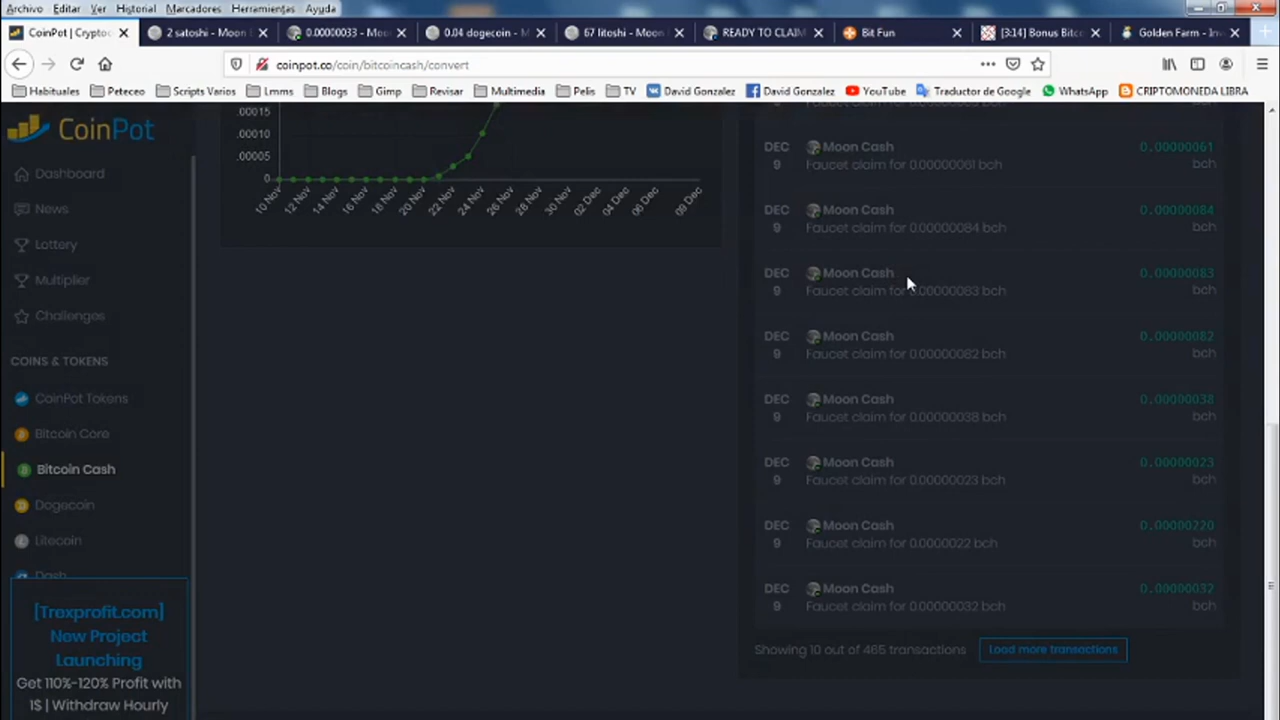 Archivo Editar Ver Historial Marcadores Herramientas Ayuda
CoinPot | Cryptoc
2 satoshi - Moon
0.00000033 - Moo
0.04 dogecoin - M
67 litoshi - Moon
READY TO CLAIM
Bit Fun
[3:14] Bonus Bitc
Golden Farm - Inv
coinpot.co/coin/bitcoincash/convert
Habituales Peteceo Scripts Varios Lmms Blogs Gimp Revisar Multimedia Pelis TV David Gonzalez David Gonzalez YouTube Traductor de Google WhatsApp CRIPTOMONEDA LIBRA
CoinPot
Dashboard
News
Lottery
Multiplier
Challenges
COINS & TOKENS
CoinPot Tokens
Bitcoin Core
Bitcoin Cash
Dogecoin
Litecoin
Dash
[Trexprofit.com]
New Project
Launching
Get 110%-120% Profit with
1$ | Withdraw Hourly
.00015
.00010
.00005
0
10 Nov 12 Nov 14 Nov 16 Nov 18 Nov 20 Nov 22 Nov 24 Nov 26 Nov 28 Nov 30 Nov 02 Dec 04 Dec 06 Dec 09 Dec
DEC Moon Cash 0.00000061
9 Faucet claim for 0.00000061 bch bch
DEC Moon Cash 0.00000084
9 Faucet claim for 0.00000084 bch bch
DEC Moon Cash 0.00000083
9 Faucet claim for 0.00000083 bch bch
DEC Moon Cash 0.00000082
9 Faucet claim for 0.00000082 bch bch
DEC Moon Cash 0.00000038
9 Faucet claim for 0.00000038 bch bch
DEC Moon Cash 0.00000023
9 Faucet claim for 0.00000023 bch bch
DEC Moon Cash 0.00000220
9 Faucet claim for 0.0000022 bch bch
DEC Moon Cash 0.00000032
9 Faucet claim for 0.00000032 bch bch
Showing 10 out of 465 transactions Load more transactions